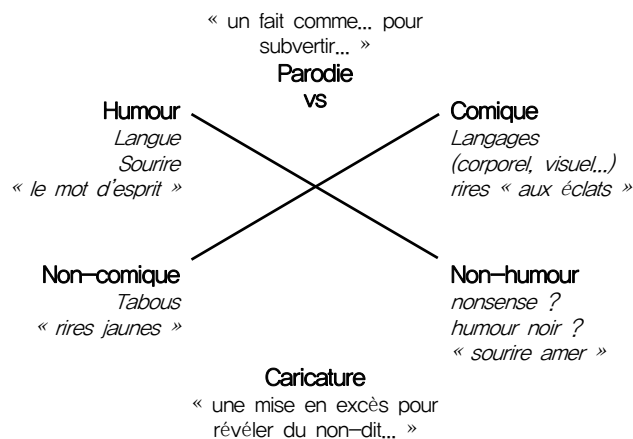 « un fait comme... pour
subvertir... »
Parodie
vs
Humour
Langue
Sourire
« le mot d'esprit »
Comique
Langages
(corporel, visuel...)
rires « aux éclats »
Non-comique
Tabous
« rires jaunes »
Non-humour
nonsense ?
humour noir ?
« sourire amer »
Caricature
« une mise en excès pour
révéler du non-dit... »